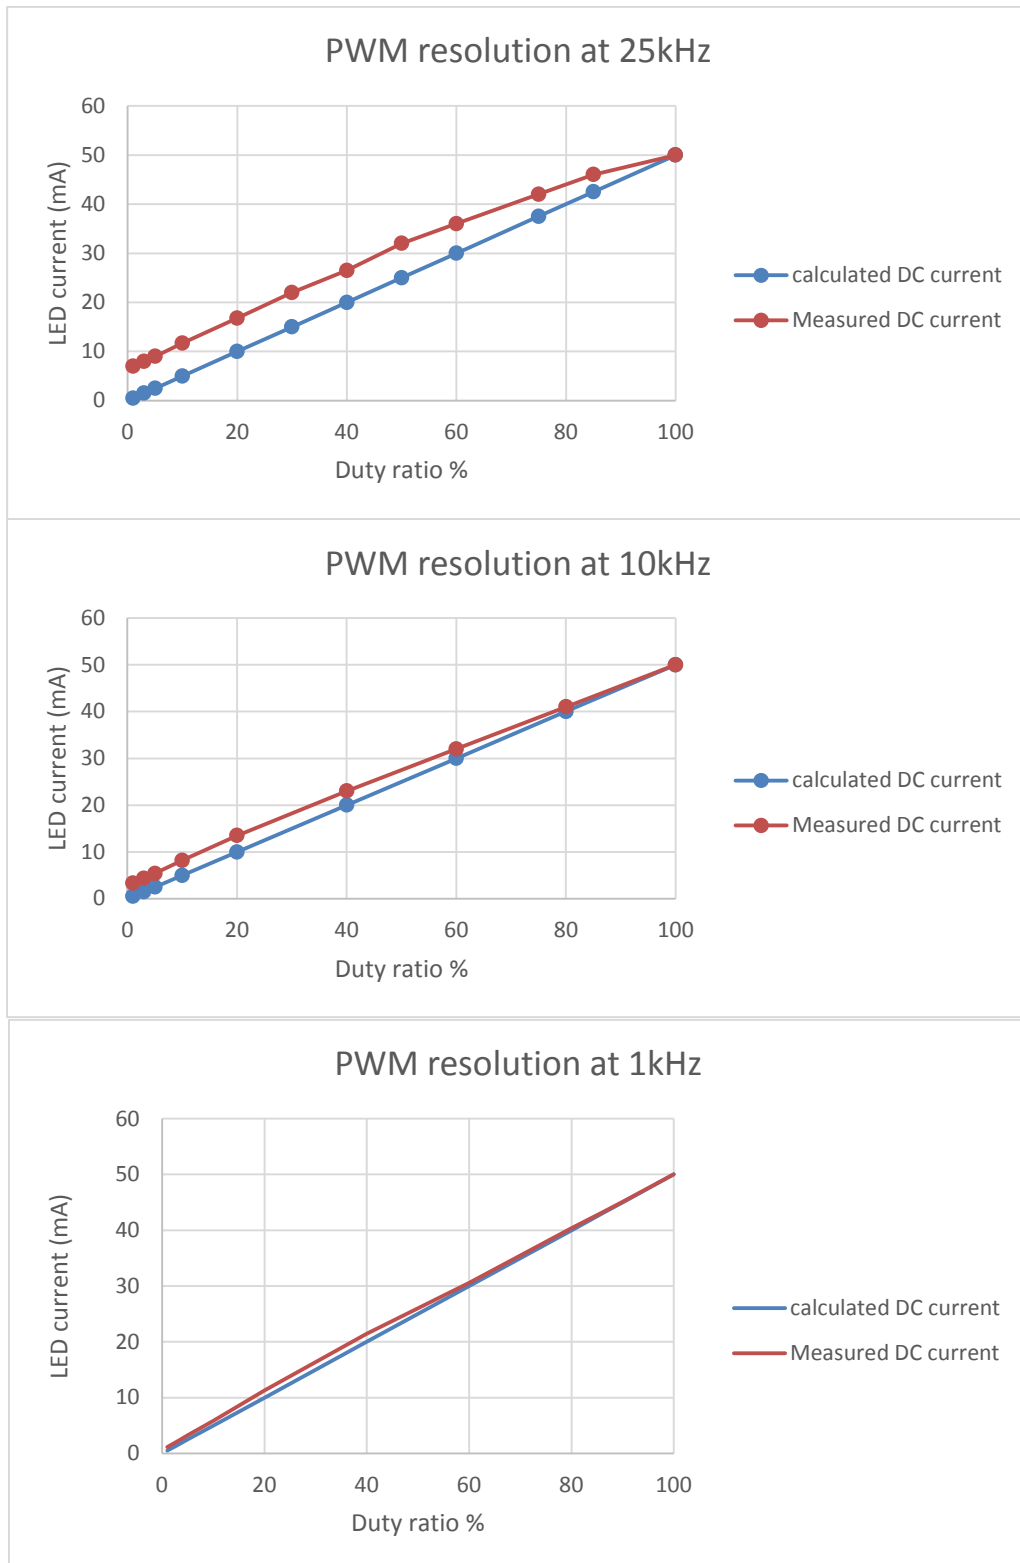 PWM resolution at 25kHz
60
50
40
30
20
10
0
LED current (mA)
0 20 40 60 80 100
Duty ratio %
calculated DC current
Measured DC current
PWM resolution at 10kHz
60
50
40
30
20
10
0
LED current (mA)
0 20 40 60 80 100
Duty ratio %
calculated DC current
Measured DC current
PWM resolution at 1kHz
60
50
40
30
20
10
0
LED current (mA)
0 20 40 60 80 100
Duty ratio %
calculated DC current
Measured DC current